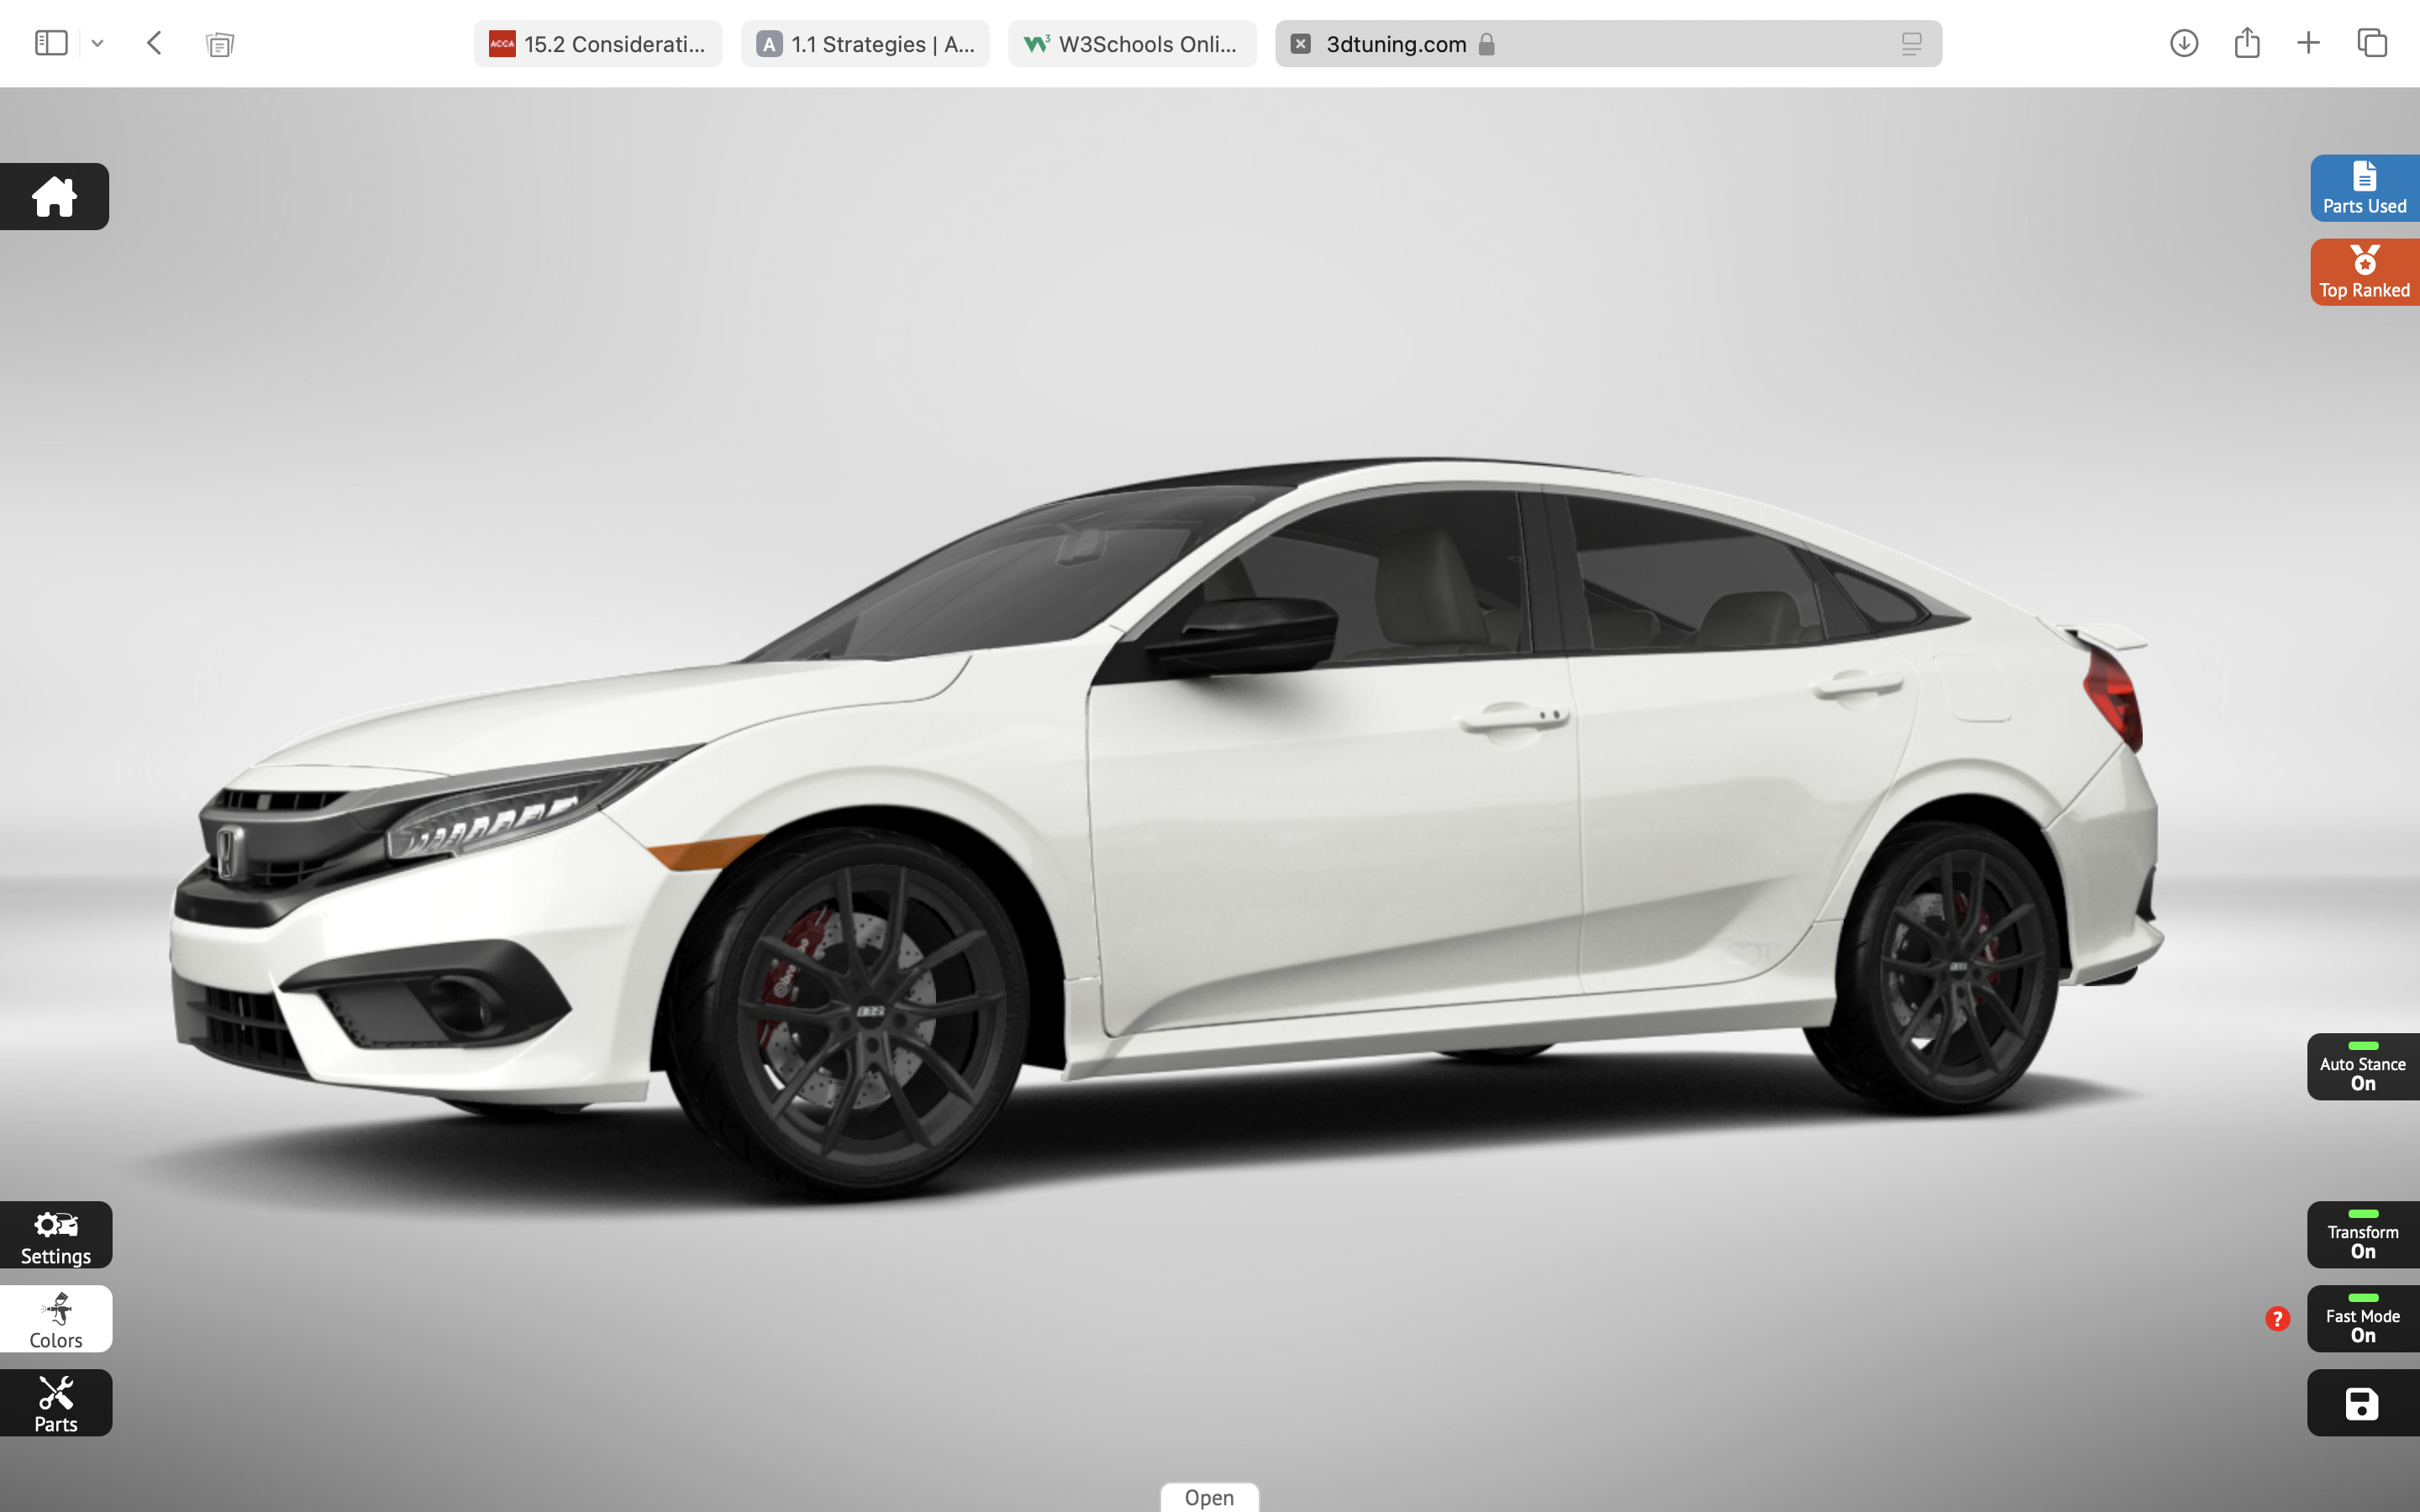 ACCA 15.2 Considerati...
A 1.1 Strategies | A...
W3Schools Onli...
3dtuning.com
Parts Used
Top Ranked
Auto Stance
On
Settings
Transform
On
Colors
?
Fast Mode
On
Parts
Open